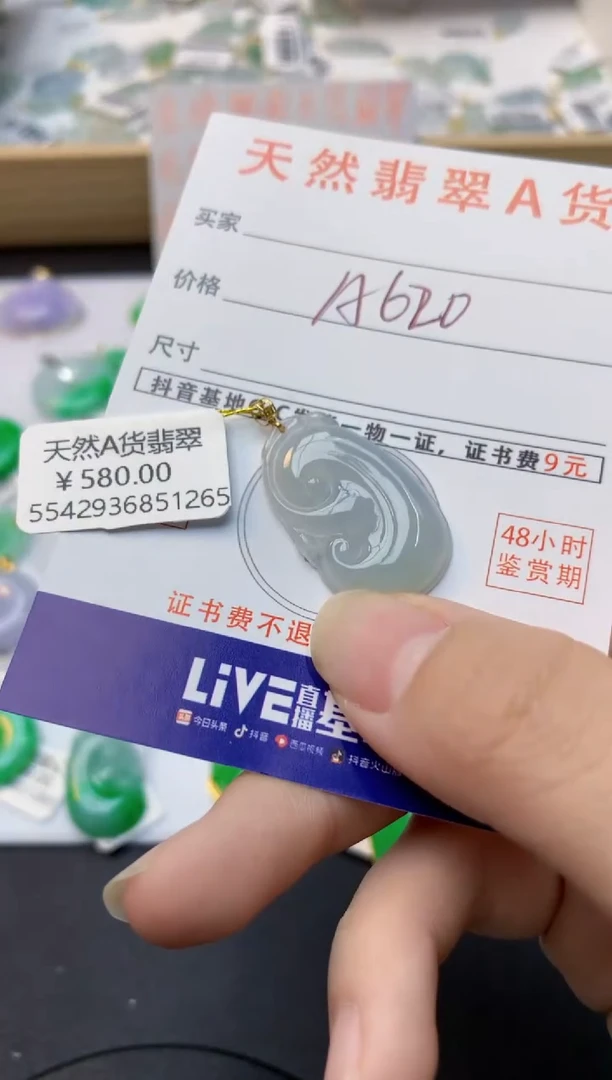 天然翡翠A货
买家
价格
A620
尺寸
抖音基地 一物一证，证书费9元
天然A货翡翠
￥580.00
5542936851265
48小时
鉴赏期
证书费不退
LiVE直播基
今日头条 抖音 西瓜视频 抖音火山